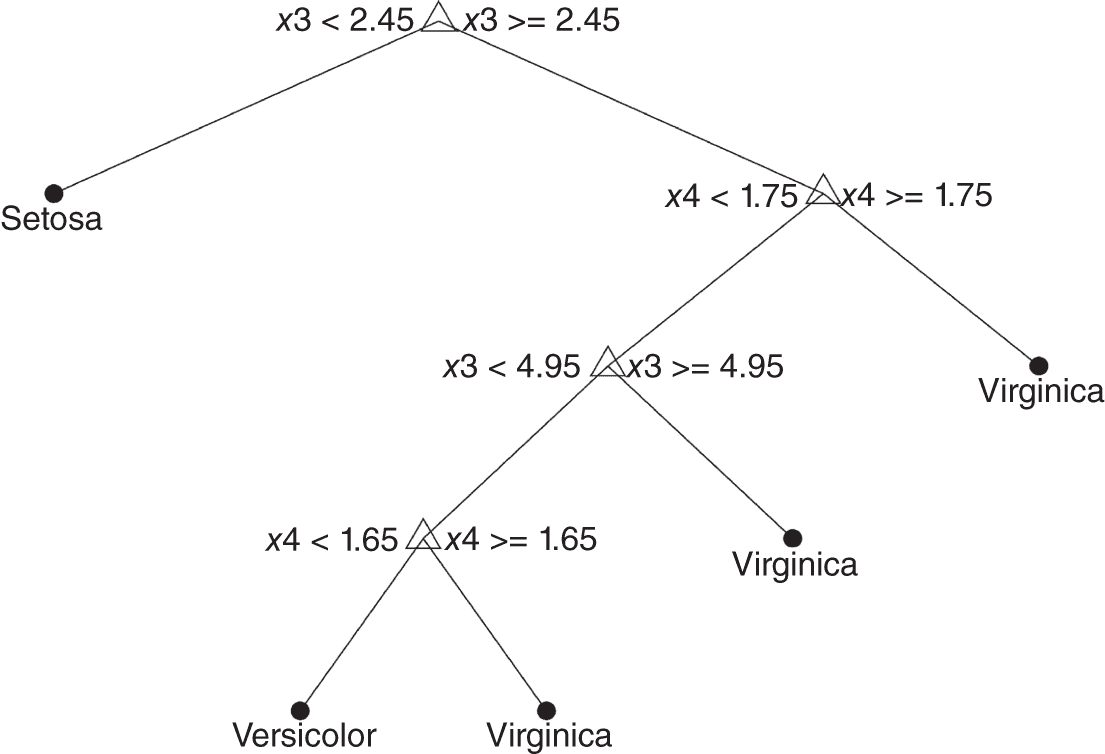 x3 < 2.45 x3 >= 2.45
Setosa
x4 < 1.75 x4 >= 1.75
x3 < 4.95 x3 >= 4.95
Virginica
x4 < 1.65 x4 >= 1.65
Virginica
Versicolor Virginica